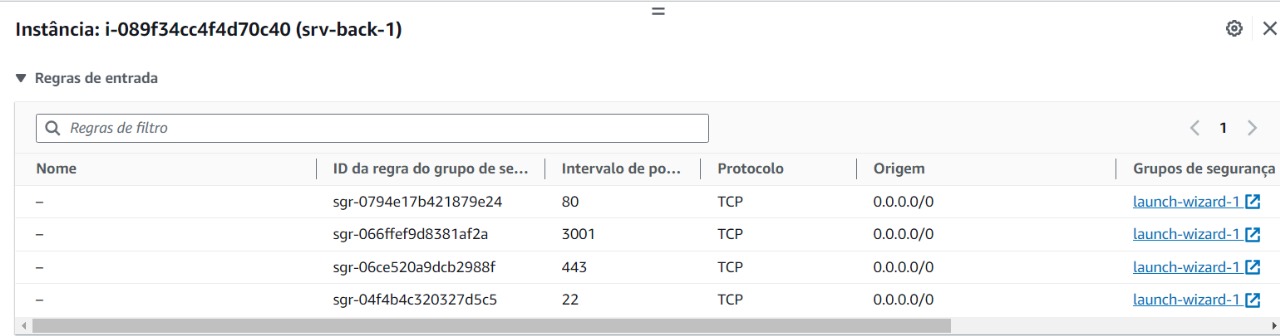 Instância: i-089f34cc4f4d70c40 (srv-back-1)
Regras de entrada
Regras de filtro
1
Nome ID da regra do grupo de se... Intervalo de po... Protocolo Origem Grupos de segurança
– sgr-0794e17b421879e24 80 TCP 0.0.0.0/0 launch-wizard-1
– sgr-066ffef9d8381af2a 3001 TCP 0.0.0.0/0 launch-wizard-1
– sgr-06ce520a9dcb2988f 443 TCP 0.0.0.0/0 launch-wizard-1
– sgr-04f4b4c320327d5c5 22 TCP 0.0.0.0/0 launch-wizard-1